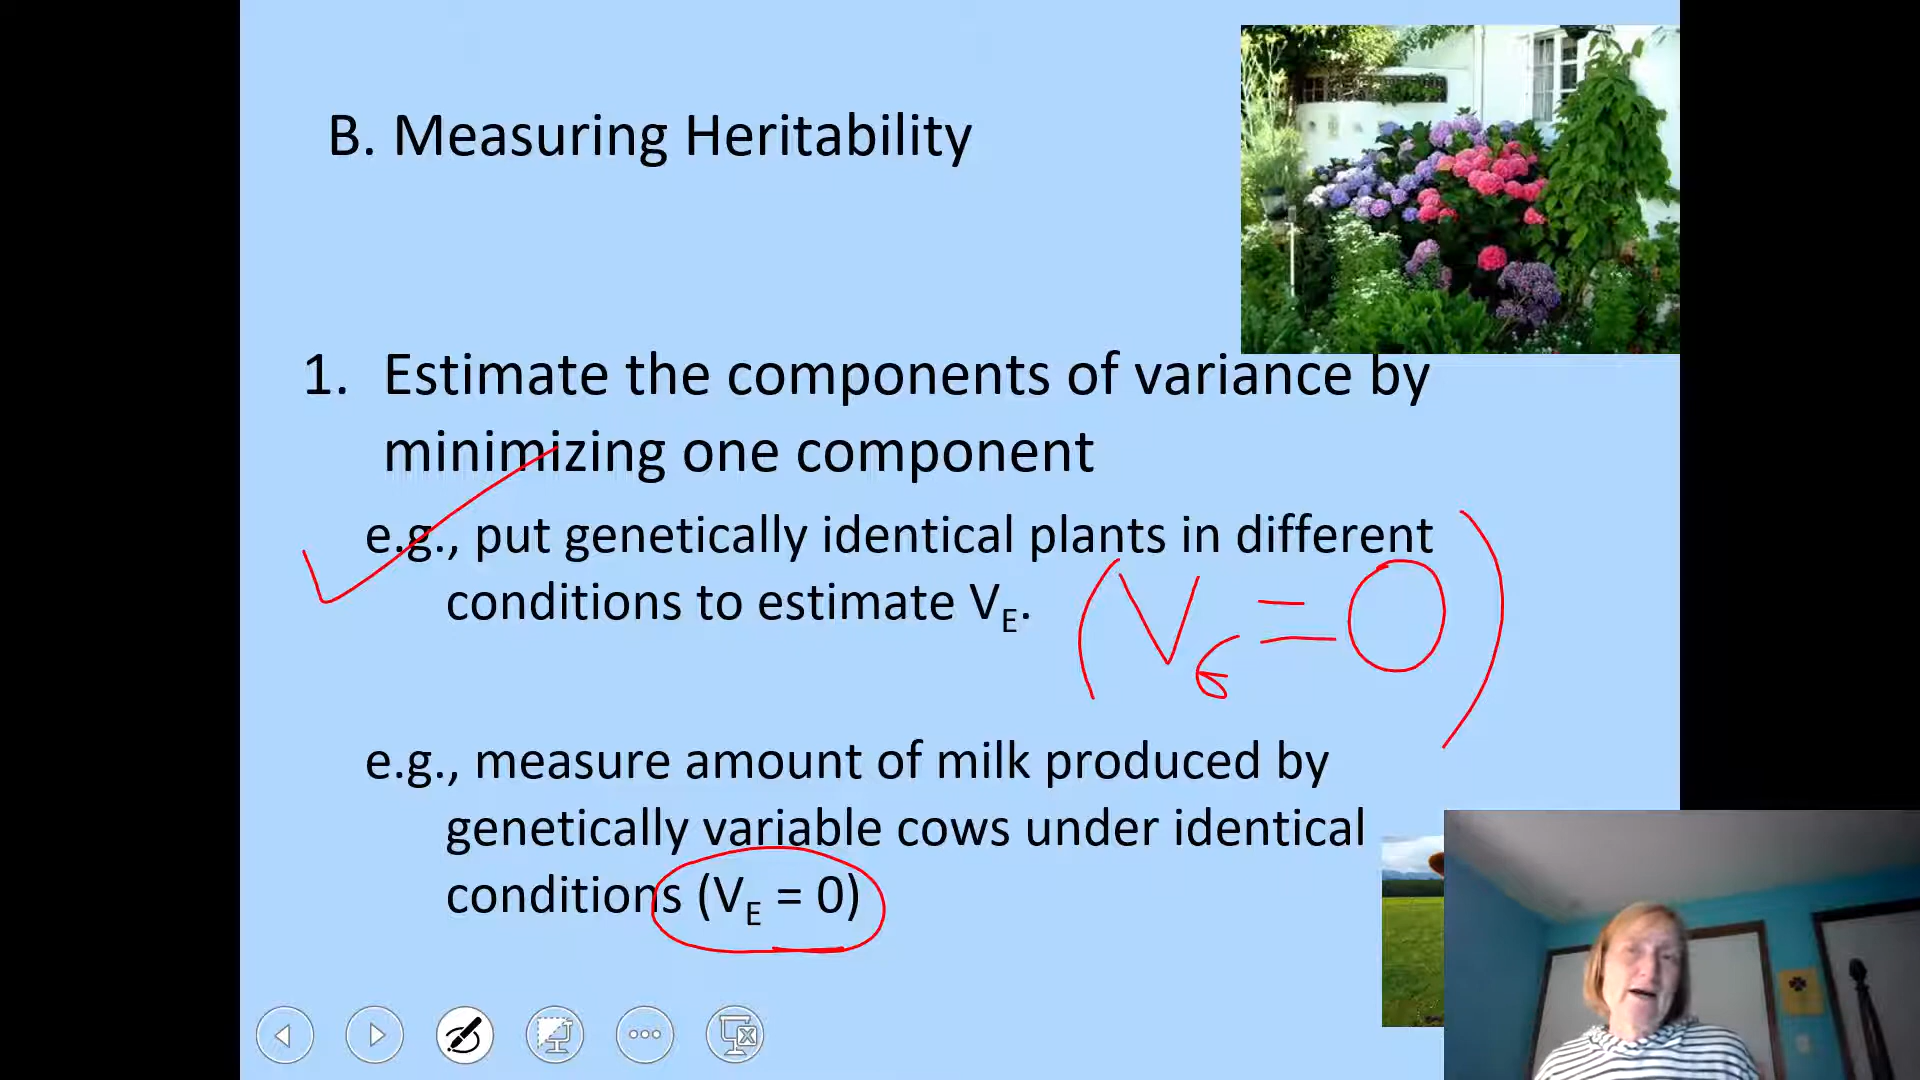 B. Measuring Heritability
1. Estimate the components of variance by
minimizing one component
e.g., put genetically identical plants in different
conditions to estimate VE.
(VG = 0)
e.g., measure amount of milk produced by
genetically variable cows under identical
conditions (VE = 0)